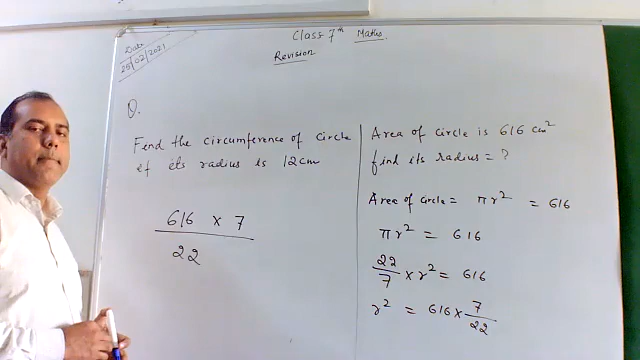 Class 7th Maths.
Revision
Date
25/02/2021
Q.
Find the circumference of circle
if its radius is 12cm
616 x 7
22
Area of circle is 616 cm²
find its radius = ?
Area of circle = πr² = 616
πr² = 616
22/7 × r² = 616
r² = 616 × 7/22